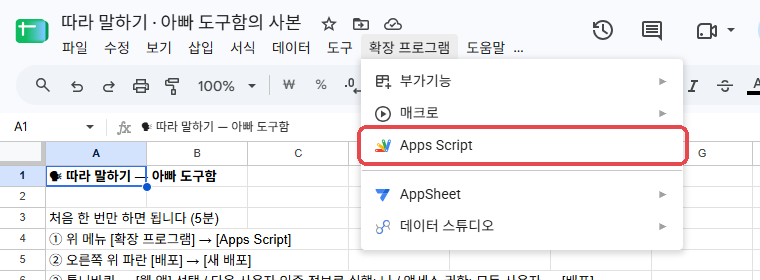 따라 말하기 · 아빠 도구함의 사본
파일 수정 보기 삽입 서식 데이터 도구 확장 프로그램 도움말 ...
100% ₩ % .0
부가기능
매크로
Apps Script
AppSheet
데이터 스튜디오
A1 fx 🗣 따라 말하기 — 아빠 도구함
A B C G
1 🗣 따라 말하기 — 아빠 도구함
2
3 처음 한 번만 하면 됩니다 (5분)
4 ① 위 메뉴 [확장 프로그램] → [Apps Script]
5 ② 오른쪽 위 파란 [배포] → [새 배포]